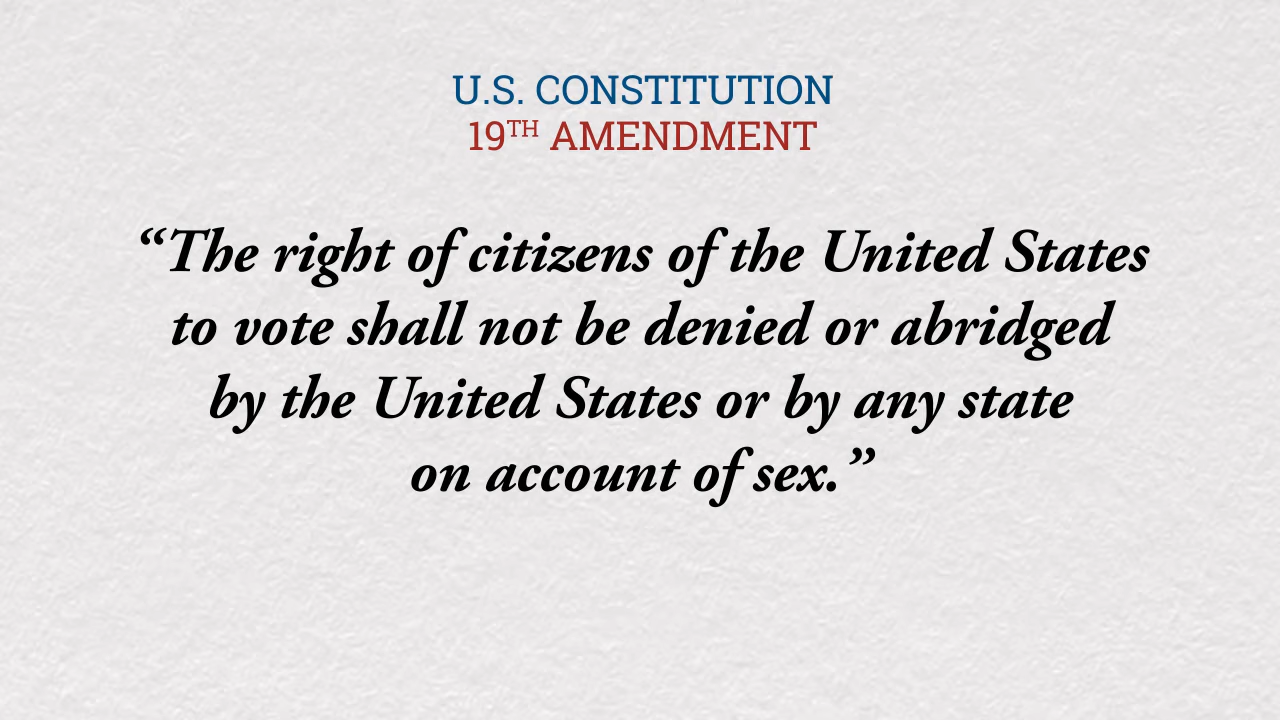 U.S. CONSTITUTION
19TH AMENDMENT
“The right of citizens of the United States
to vote shall not be denied or abridged
by the United States or by any state
on account of sex.”